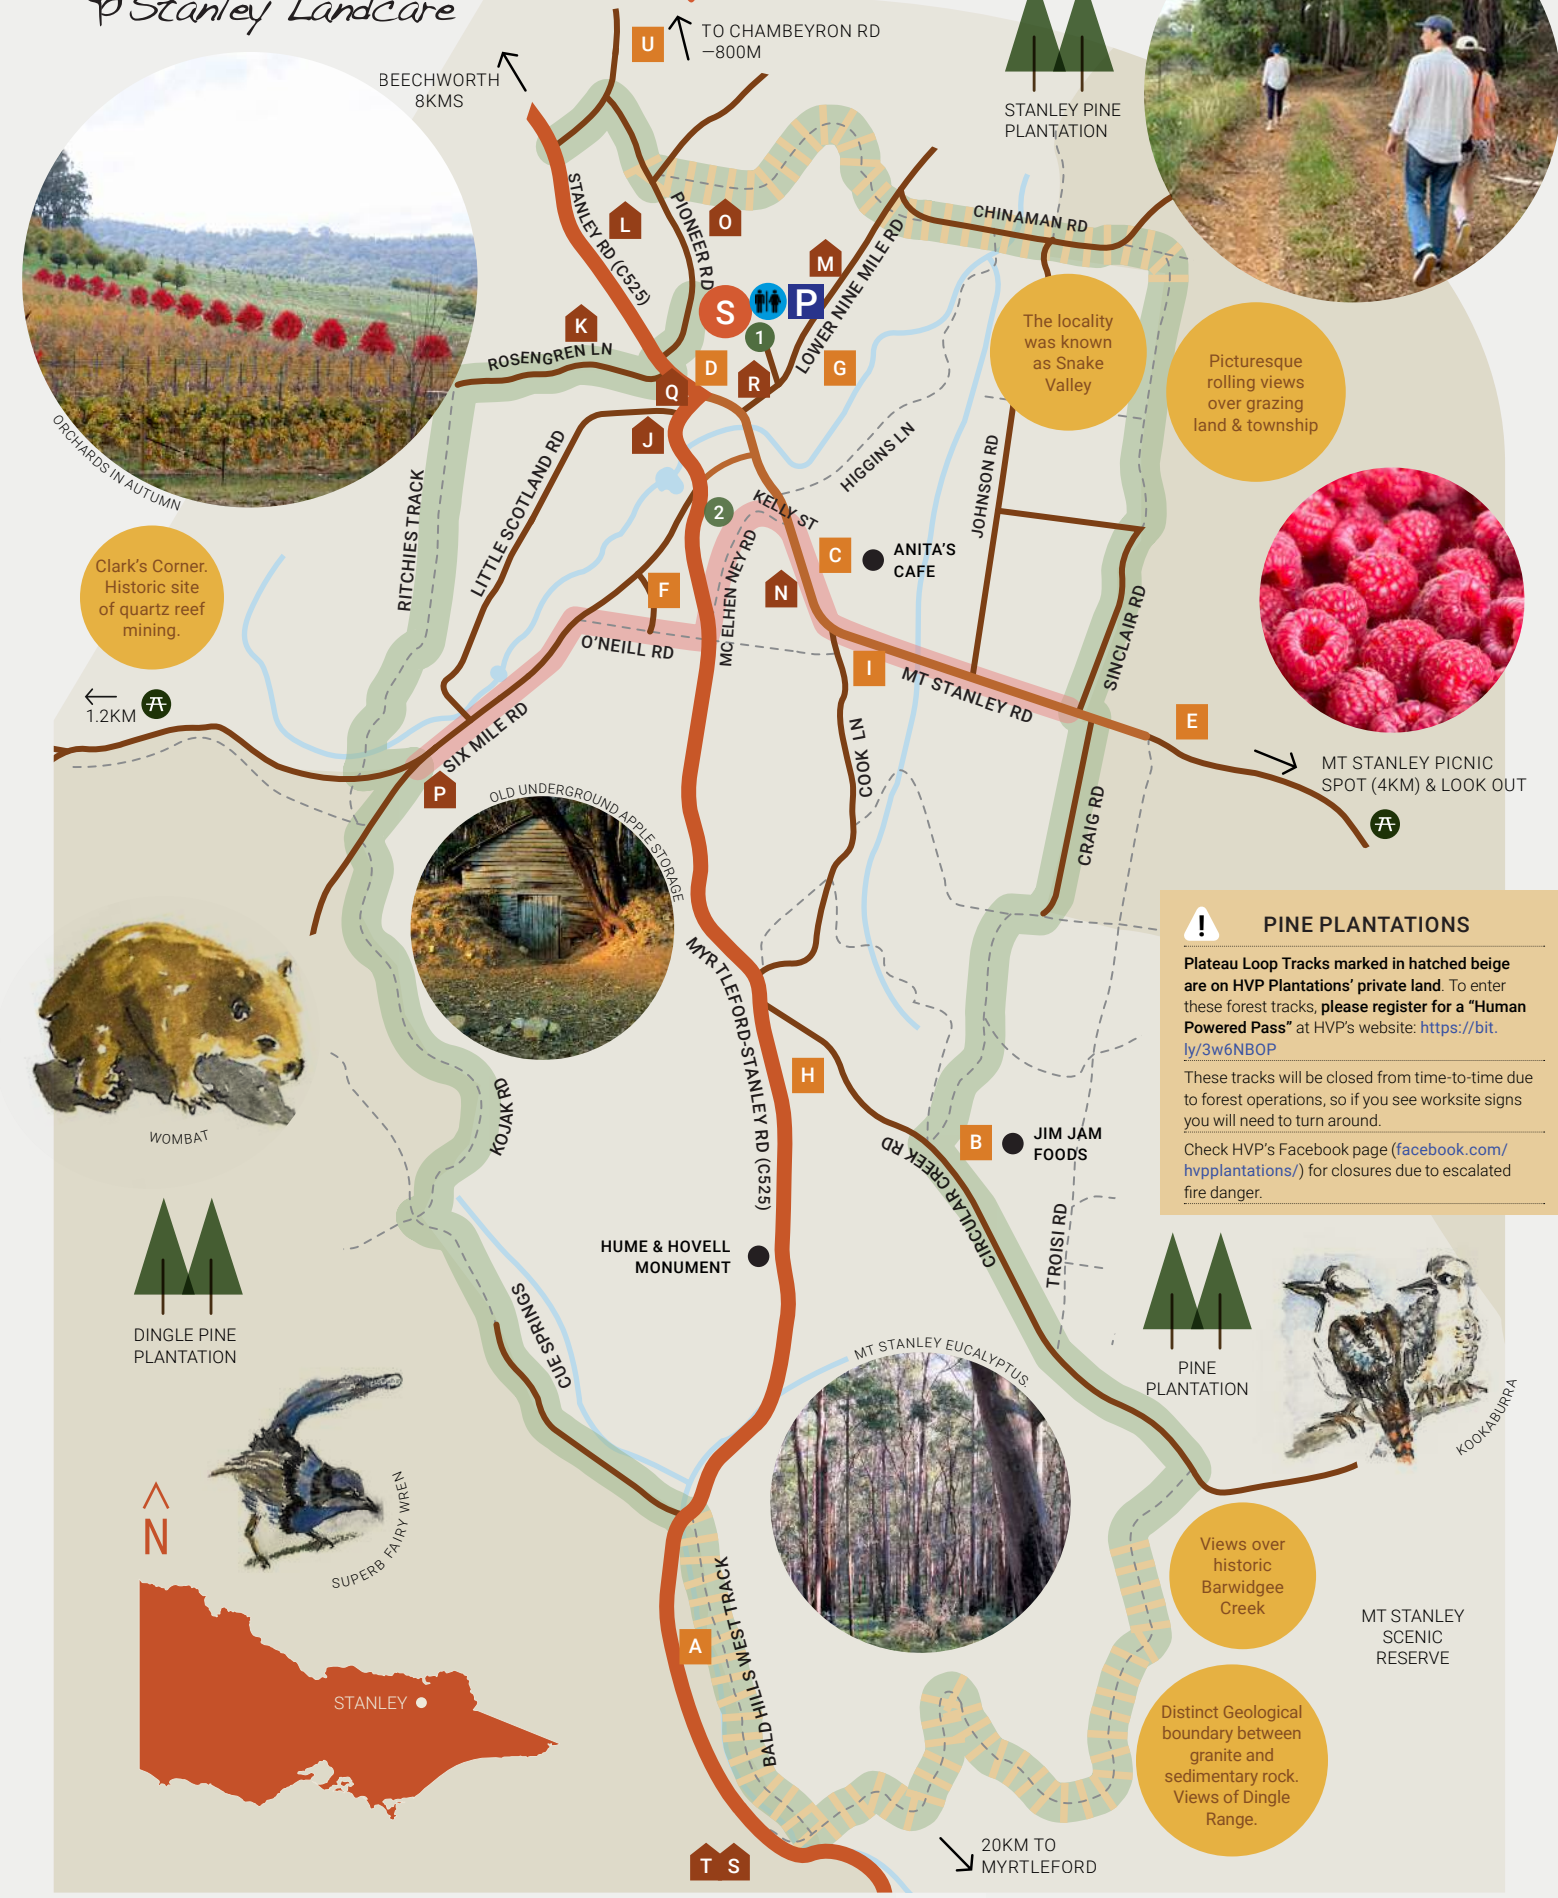 Stanley Landcare
U
TO CHAMBEYRON RD
–800M
BEECHWORTH
8KMS
STANLEY PINE
PLANTATION
STANLEY RD (C525)
L
PIONEER RD
O
M
LOWER NINE MILE RD
CHINAMAN RD
S
P
1
K
ROSENGREN LN
D
R
G
Q
J
The locality
was known
as Snake
Valley
Picturesque
rolling views
over grazing
land & township
ORCHARDS IN AUTUMN
RITCHIES TRACK
LITTLE SCOTLAND RD
HIGGINS LN
JOHNSON RD
2
KELLY ST
C
ANITA'S
CAFE
Clark's Corner.
Historic site
of quartz reef
mining.
F
N
MC ELHENNEY RD
O'NEILL RD
SINCLAIR RD
I
MT STANLEY RD
E
1.2KM
SIX MILE RD
COOK LN
P
MT STANLEY PICNIC
SPOT (4KM) & LOOK OUT
OLD UNDERGROUND APPLE STORAGE
CRAIG RD
PINE PLANTATIONS
Plateau Loop Tracks marked in hatched beige
are on HVP Plantations' private land. To enter
these forest tracks, please register for a “Human
Powered Pass” at HVP's website: https://bit.
ly/3w6NBOP
These tracks will be closed from time-to-time due
to forest operations, so if you see worksite signs
you will need to turn around.
Check HVP's Facebook page (facebook.com/
hvpplantations/) for closures due to escalated
fire danger.
MYRTLEFORD-STANLEY RD (C525)
H
KOJAK RD
WOMBAT
B
JIM JAM
FOODS
CIRCULAR CREEK RD
TROISI RD
HUME & HOVELL
MONUMENT
CUE SPRINGS
DINGLE PINE
PLANTATION
PINE
PLANTATION
KOOKABURRA
MT STANLEY EUCALYPTUS.
SUPERB FAIRY WREN
N
Views over
historic
Barwidgee
Creek
BALD HILLS WEST TRACK
A
MT STANLEY
SCENIC
RESERVE
STANLEY
Distinct Geological
boundary between
granite and
sedimentary rock.
Views of Dingle
Range.
T S
20KM TO
MYRTLEFORD